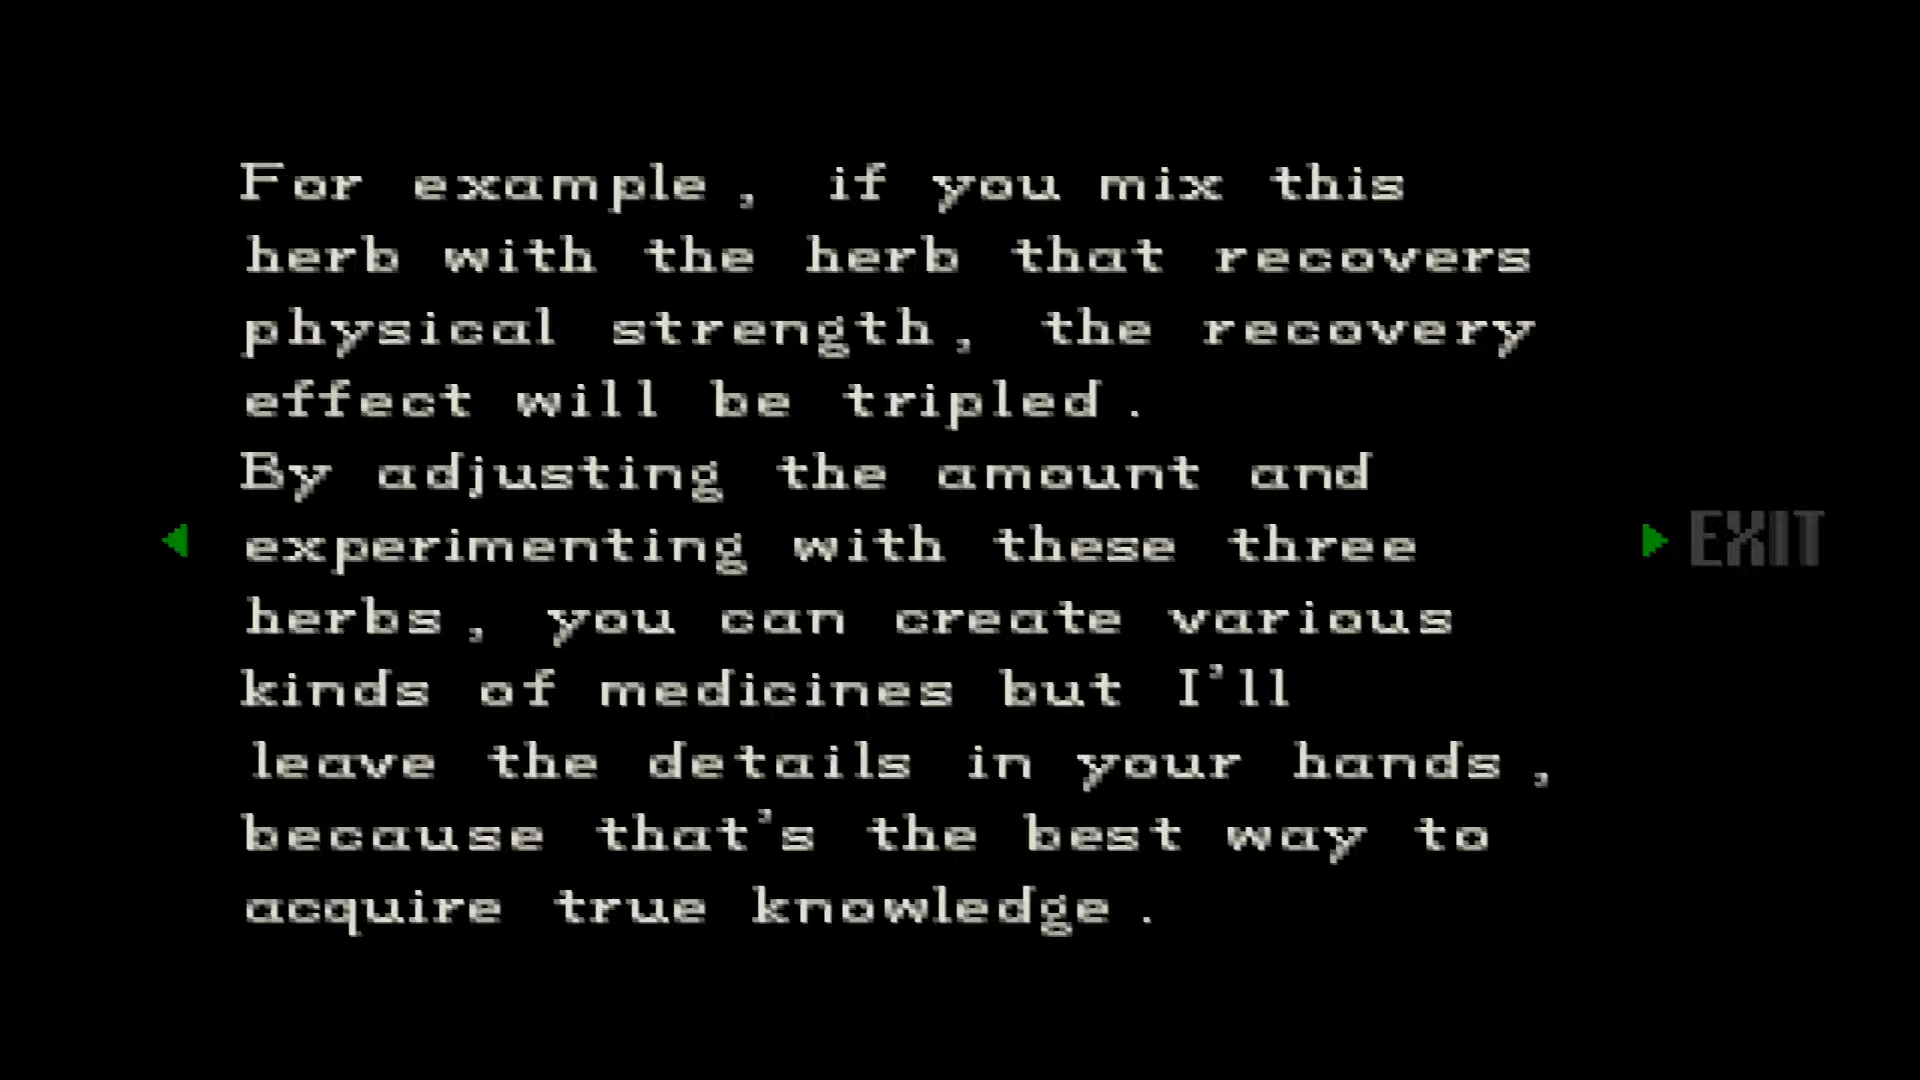 For example, if you mix this
herb with the herb that recovers
physical strength, the recovery
effect will be tripled.
By adjusting the amount and
experimenting with these three
herbs, you can create various
kinds of medicines but I'll
leave the details in your hands,
because that's the best way to
acquire true knowledge.
EXIT